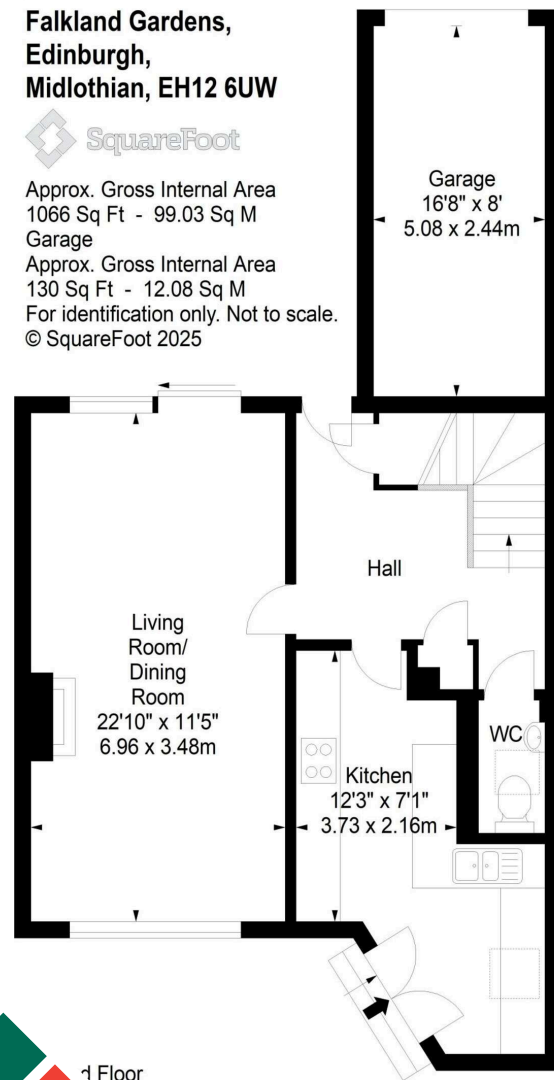 Falkland Gardens,
Edinburgh,
Midlothian, EH12 6UW
SquareFoot
Approx. Gross Internal Area
1066 Sq Ft - 99.03 Sq M
Garage
Approx. Gross Internal Area
130 Sq Ft - 12.08 Sq M
For identification only. Not to scale.
© SquareFoot 2025
Garage
16'8" x 8'
5.08 x 2.44m
Hall
Living
Room/
Dining
Room
22'10" x 11'5"
6.96 x 3.48m
WC
Kitchen
12'3" x 7'1"
3.73 x 2.16m
Floor